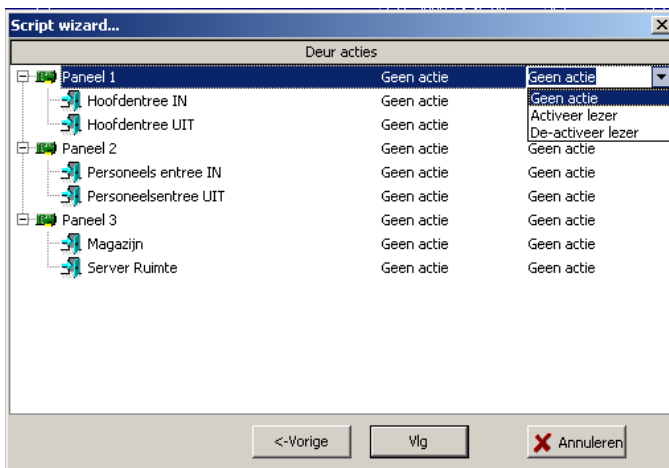 Script wizard...
Deur acties
Paneel 1 Geen actie Geen actie
Hoofdentree IN Geen actie Geen actie
Hoofdentree UIT Geen actie Activeer lezer
De-activeer lezer
Paneel 2 Geen actie Geen actie
Personeels entree IN Geen actie Geen actie
Personeelsentree UIT Geen actie Geen actie
Paneel 3 Geen actie Geen actie
Magazijn Geen actie Geen actie
Server Ruimte Geen actie Geen actie
<-Vorige Vlg Annuleren